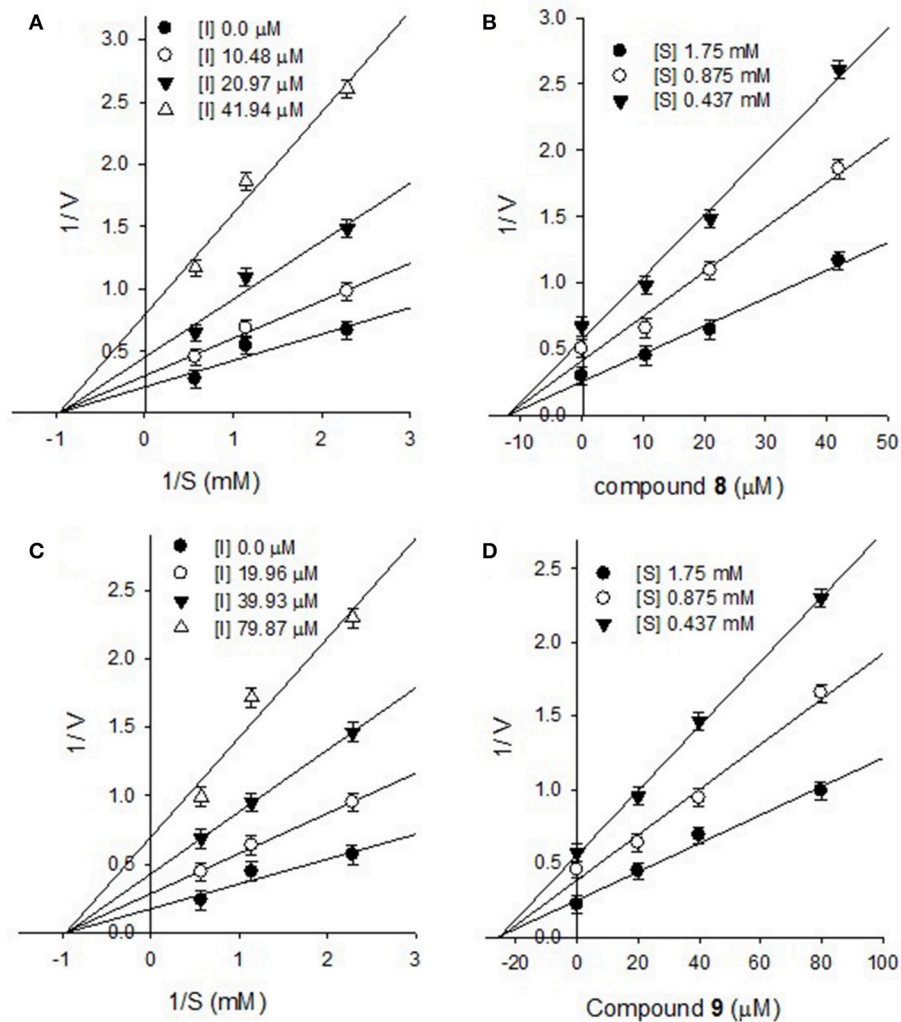 A
[I] 0.0 µM
[I] 10.48 µM
[I] 20.97 µM
[I] 41.94 µM
3.0
2.5
2.0
1.5
1.0
0.5
0.0
1/ V
-1 0 1 2 3
1/S (mM)
B
[S] 1.75 mM
[S] 0.875 mM
[S] 0.437 mM
3.0
2.5
2.0
1.5
1.0
0.5
0.0
1/ V
-10 0 10 20 30 40 50
compound 8 (µM)
C
[I] 0.0 µM
[I] 19.96 µM
[I] 39.93 µM
[I] 79.87 µM
2.5
2.0
1.5
1.0
0.5
0.0
1/ V
-1 0 1 2 3
1/S (mM)
D
[S] 1.75 mM
[S] 0.875 mM
[S] 0.437 mM
2.5
2.0
1.5
1.0
0.5
0.0
1/ V
-20 0 20 40 60 80 100
Compound 9 (µM)